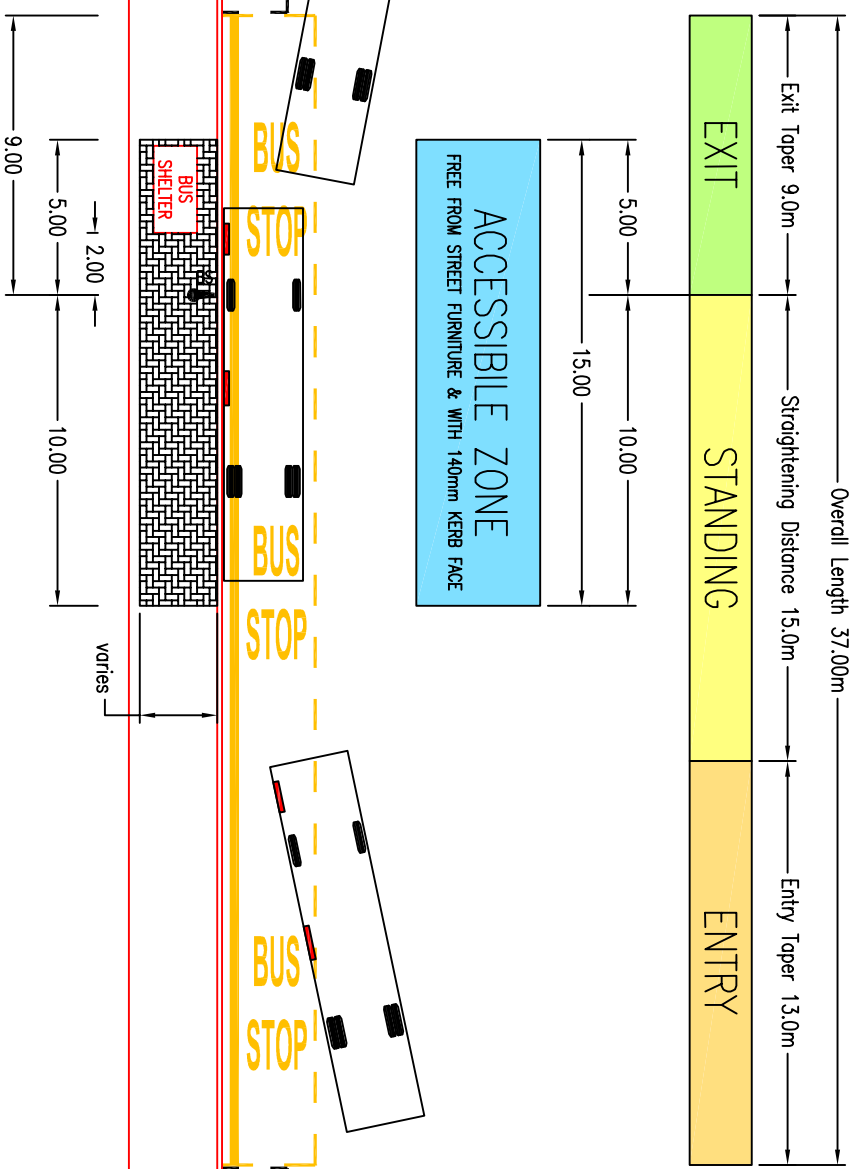 Overall Length 37.00m
Exit Taper 9.0m
Straightening Distance 15.0m
Entry Taper 13.0m
EXIT
STANDING
ENTRY
5.00
10.00
15.00
ACCESSIBILE ZONE
FREE FROM STREET FURNITURE & WITH 140mm KERB FACE
BUS STOP
BUS STOP
BUS STOP
BUS
SHELTER
varies
2.00
5.00
10.00
9.00